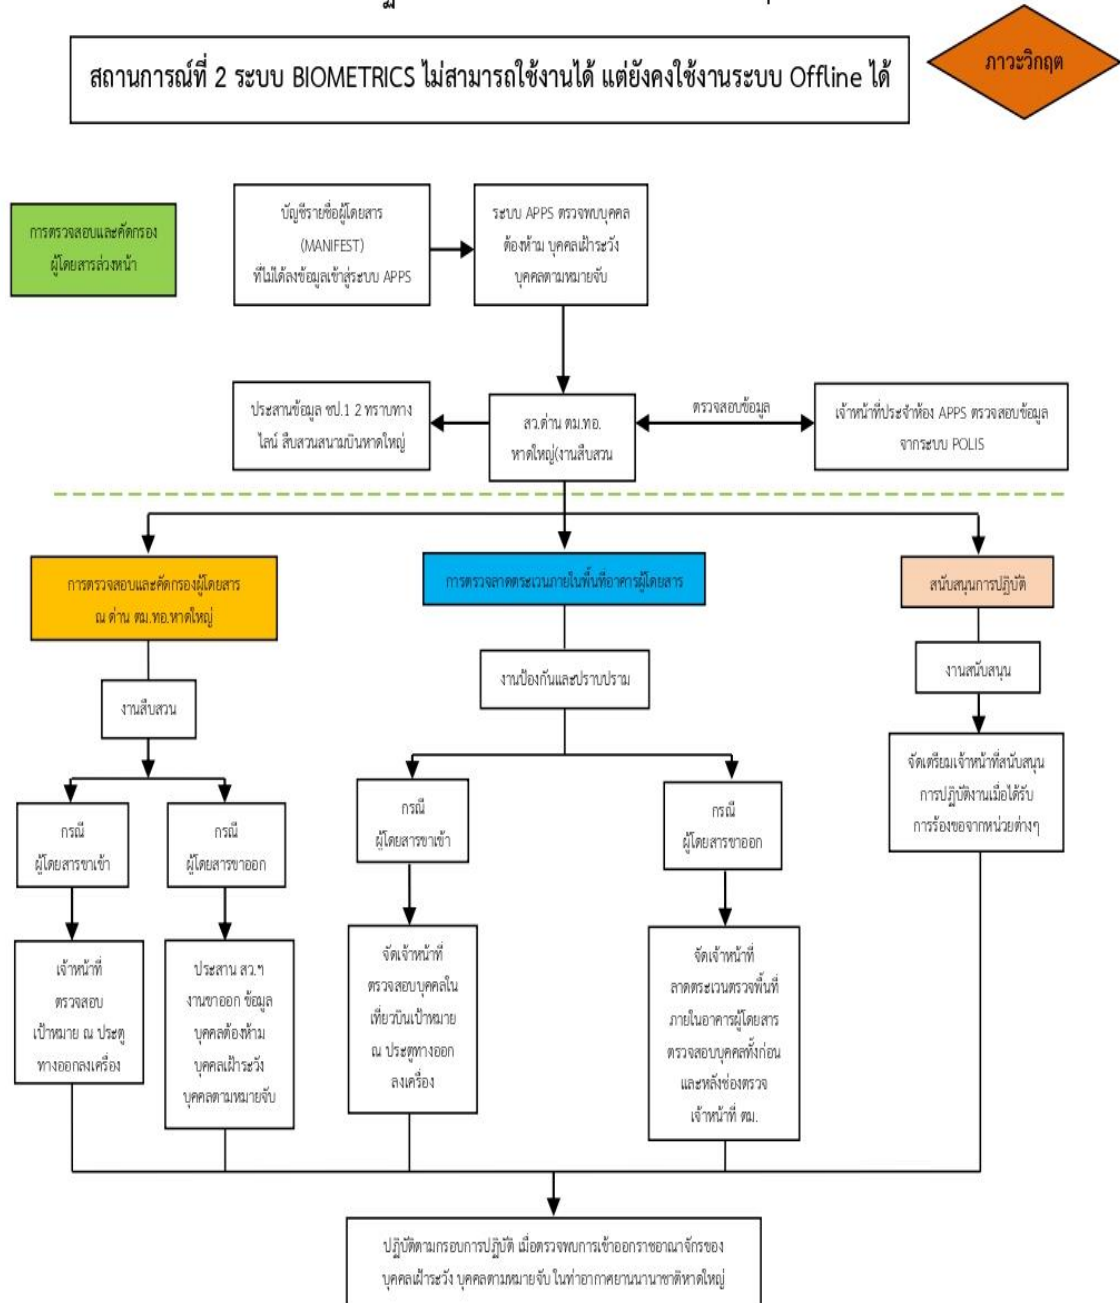 สถานการณ์ที่ 2 ระบบ BIOMETRICS ไม่สามารถใช้งานได้ แต่ยังคงใช้งานระบบ Offline ได้
ภาวะวิกฤต
การตรวจสอบและคัดกรอง
ผู้โดยสารล่วงหน้า
บัญชีรายชื่อผู้โดยสาร
(MANIFEST)
ที่ไม่ได้ลงข้อมูลเข้าสู่ระบบ APPS
ระบบ APPS ตรวจพบบุคคล
ต้องห้าม บุคคลเฝ้าระวัง
บุคคลตามหมายจับ
ประสานข้อมูล ชป.1 2 ทราบทาง
ไลน์ สืบสวนสนามบินหาดใหญ่
สว.ด่าน ตม.ทอ.
หาดใหญ่(งานสืบสวน
ตรวจสอบข้อมูล
เจ้าหน้าที่ประจำห้อง APPS ตรวจสอบข้อมูล
จากระบบ POLIS
การตรวจสอบและคัดกรองผู้โดยสาร
ณ ด่าน ตม.ทอ.หาดใหญ่
การตรวจลาดตระเวนภายในพื้นที่อาคารผู้โดยสาร
สนับสนุนการปฏิบัติ
งานสืบสวน
งานป้องกันและปราบปราม
งานสนับสนุน
กรณี
ผู้โดยสารขาเข้า
กรณี
ผู้โดยสารขาออก
กรณี
ผู้โดยสารขาเข้า
กรณี
ผู้โดยสารขาออก
จัดเตรียมเจ้าหน้าที่สนับสนุน
การปฏิบัติงานเมื่อได้รับ
การร้องขอจากหน่วยต่างๆ
เจ้าหน้าที่
ตรวจสอบ
เป้าหมาย ณ ประตู
ทางออกลงเครื่อง
ประสาน สว.ฯ
งานขาออก ข้อมูล
บุคคลต้องห้าม
บุคคลเฝ้าระวัง
บุคคลตามหมายจับ
จัดเจ้าหน้าที่
ตรวจสอบบุคคลใน
เที่ยวบินเป้าหมาย
ณ ประตูทางออก
ลงเครื่อง
จัดเจ้าหน้าที่
ลาดตระเวนตรวจพื้นที่
ภายในอาคารผู้โดยสาร
ตรวจสอบบุคคลทั้งก่อน
และหลังช่องตรวจ
เจ้าหน้าที่ ตม.
ปฏิบัติตามกรอบการปฏิบัติ เมื่อตรวจพบการเข้าออกราชอาณาจักรของ
บุคคลเฝ้าระวัง บุคคลตามหมายจับ ในท่าอากาศยานนานาชาติหาดใหญ่